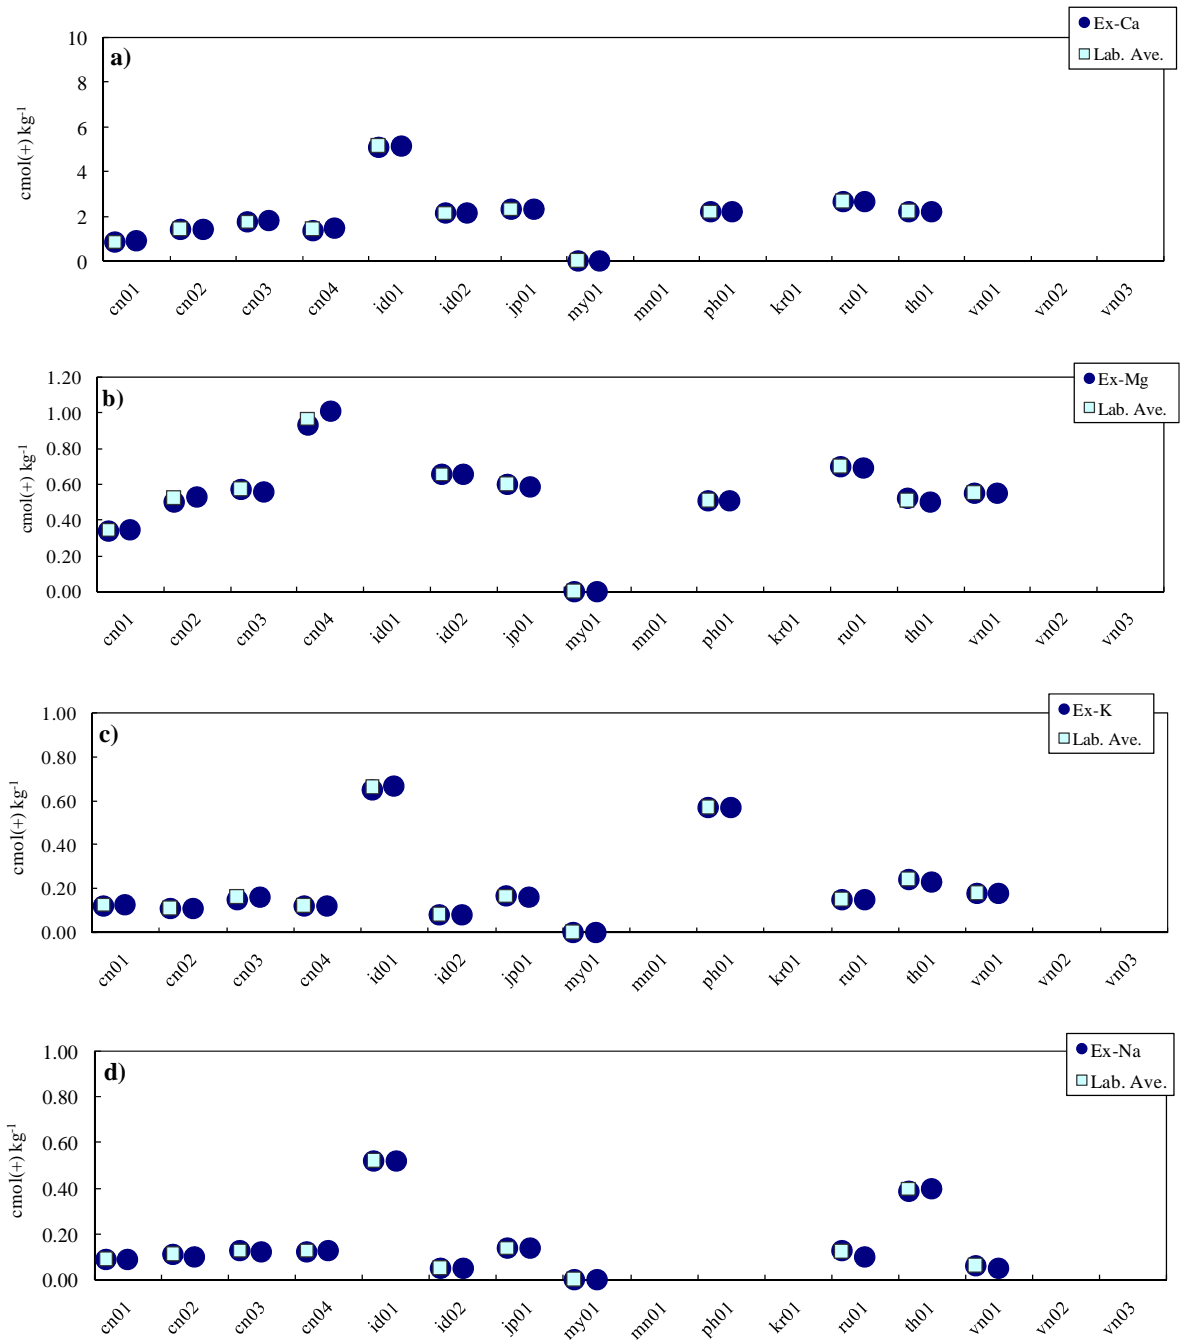 Ex-Ca
Lab. Ave.
a)
cmol(+) kg-1
10
8
6
4
2
0
cn01 cn02 cn03 cn04 id01 id02 jp01 my01 mn01 ph01 kr01 ru01 th01 vn01 vn02 vn03
Ex-Mg
Lab. Ave.
b)
cmol(+) kg-1
1.20
1.00
0.80
0.60
0.40
0.20
0.00
cn01 cn02 cn03 cn04 id01 id02 jp01 my01 mn01 ph01 kr01 ru01 th01 vn01 vn02 vn03
Ex-K
Lab. Ave.
c)
cmol(+) kg-1
1.00
0.80
0.60
0.40
0.20
0.00
cn01 cn02 cn03 cn04 id01 id02 jp01 my01 mn01 ph01 kr01 ru01 th01 vn01 vn02 vn03
Ex-Na
Lab. Ave.
d)
cmol(+) kg-1
1.00
0.80
0.60
0.40
0.20
0.00
cn01 cn02 cn03 cn04 id01 id02 jp01 my01 mn01 ph01 kr01 ru01 th01 vn01 vn02 vn03